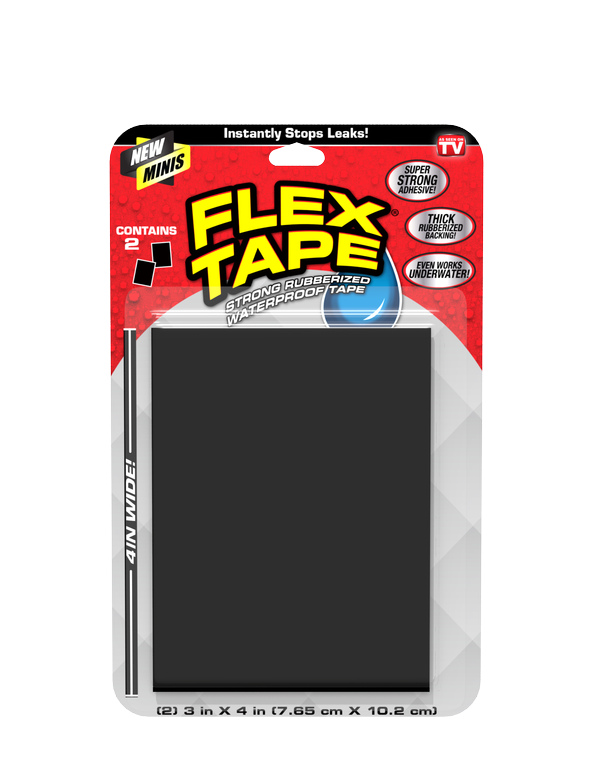 Instantly Stops Leaks!
NEW
MINIS
AS SEEN ON
TV
CONTAINS
2
FLEX
TAPE®
STRONG RUBBERIZED
WATERPROOF TAPE
SUPER
STRONG
ADHESIVE!
THICK
RUBBERIZED
BACKING!
EVEN WORKS
UNDERWATER!
4 IN WIDE!
(2) 3 in X 4 in (7.65 cm X 10.2 cm)